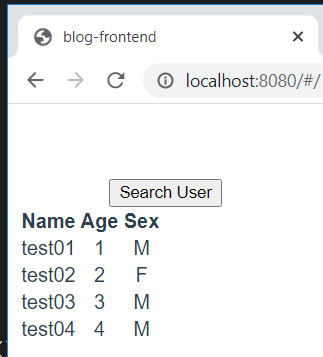 blog-frontend
localhost:8080/#/
Search User
Name Age Sex
test01 1 M
test02 2 F
test03 3 M
test04 4 M